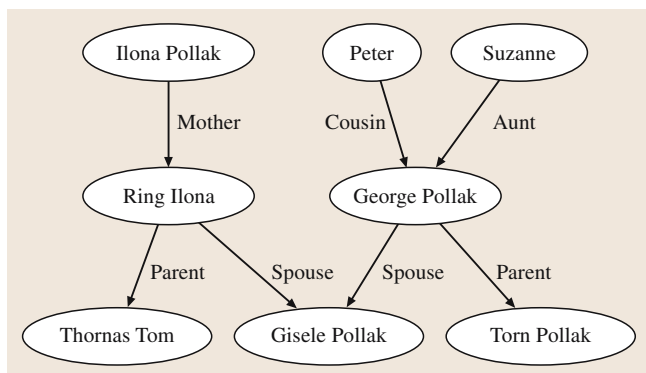 Ilona Pollak
Peter
Suzanne
Mother
Cousin
Aunt
Ring Ilona
George Pollak
Parent
Spouse
Spouse
Parent
Thornas Tom
Gisele Pollak
Torn Pollak